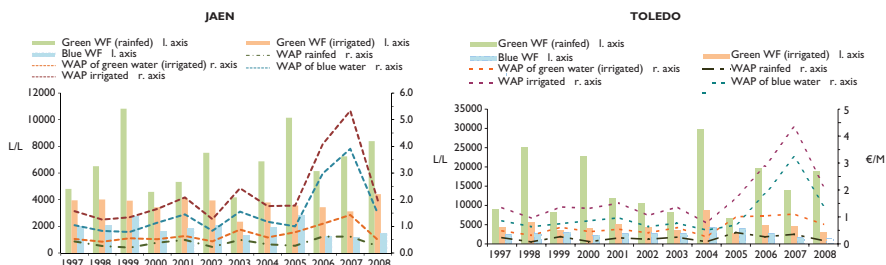 JAEN
Green WF (rainfed) l. axis
Green WF (irrigated) l. axis
Blue WF l. axis
WAP rainfed r. axis
WAP of green water (irrigated) r. axis
WAP of blue water r. axis
WAP irrigated r. axis
12000 6.0
10000 5.0
8000 4.0
L/L
6000 3.0
4000 2.0
2000 1.0
0 0.0
1997 1998 1999 2000 2001 2002 2003 2004 2005 2006 2007 2008
TOLEDO
Green WF (rainfed) l. axis
Blue WF l. axis
Green WF (irrigated) l. axis
WAP of green water (irrigated) r. axis
WAP rainfed r. axis
WAP irrigated r. axis
WAP of blue water r. axis
35000 5
30000
25000 4
L/L €/M
20000 3
15000 2
10000
5000 1
0 0
1997 1998 1999 2000 2001 2002 2003 2004 2005 2006 2007 2008